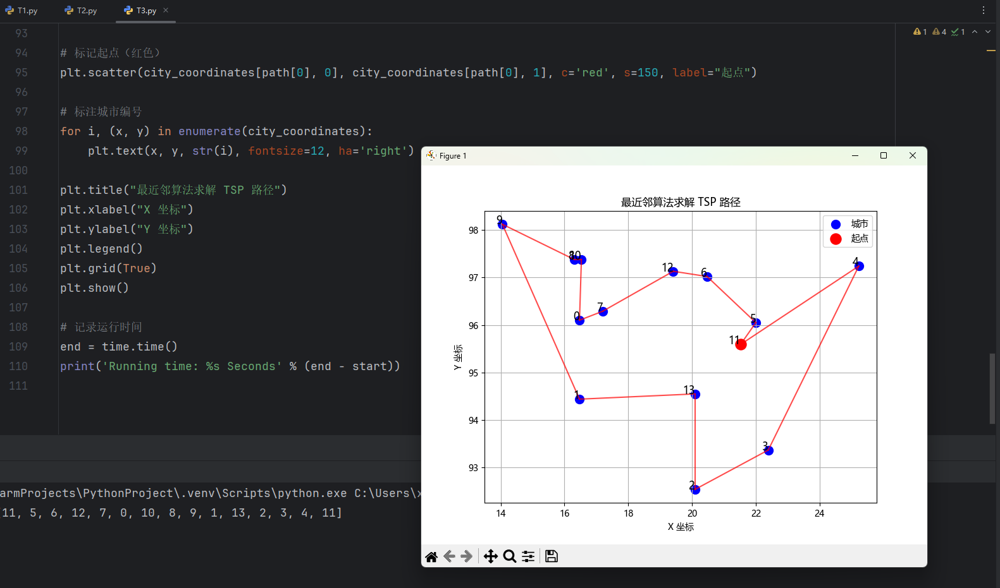 T1.py T2.py T3.py
1 4 1
93
94 # 标记起点（红色）
95 plt.scatter(city_coordinates[path[0], 0], city_coordinates[path[0], 1], c='red', s=150, label="起点")
96
97 # 标注城市编号
98 for i, (x, y) in enumerate(city_coordinates):
99 plt.text(x, y, str(i), fontsize=12, ha='right')
100
101 plt.title("最近邻算法求解 TSP 路径")
102 plt.xlabel("X 坐标")
103 plt.ylabel("Y 坐标")
104 plt.legend()
105 plt.grid(True)
106 plt.show()
107
108 # 记录运行时间
109 end = time.time()
110 print('Running time: %s Seconds' % (end - start))
111
armProjects\PythonProject\.venv\Scripts\python.exe C:\Users\x
[11, 5, 6, 12, 7, 0, 10, 8, 9, 1, 13, 2, 3, 4, 11]
Figure 1
最近邻算法求解 TSP 路径
城市
起点
98
97
96
95
94
93
Y 坐标
9
8
10
12
6
4
7
0
5
11
13
1
3
2
14 16 18 20 22 24
X 坐标